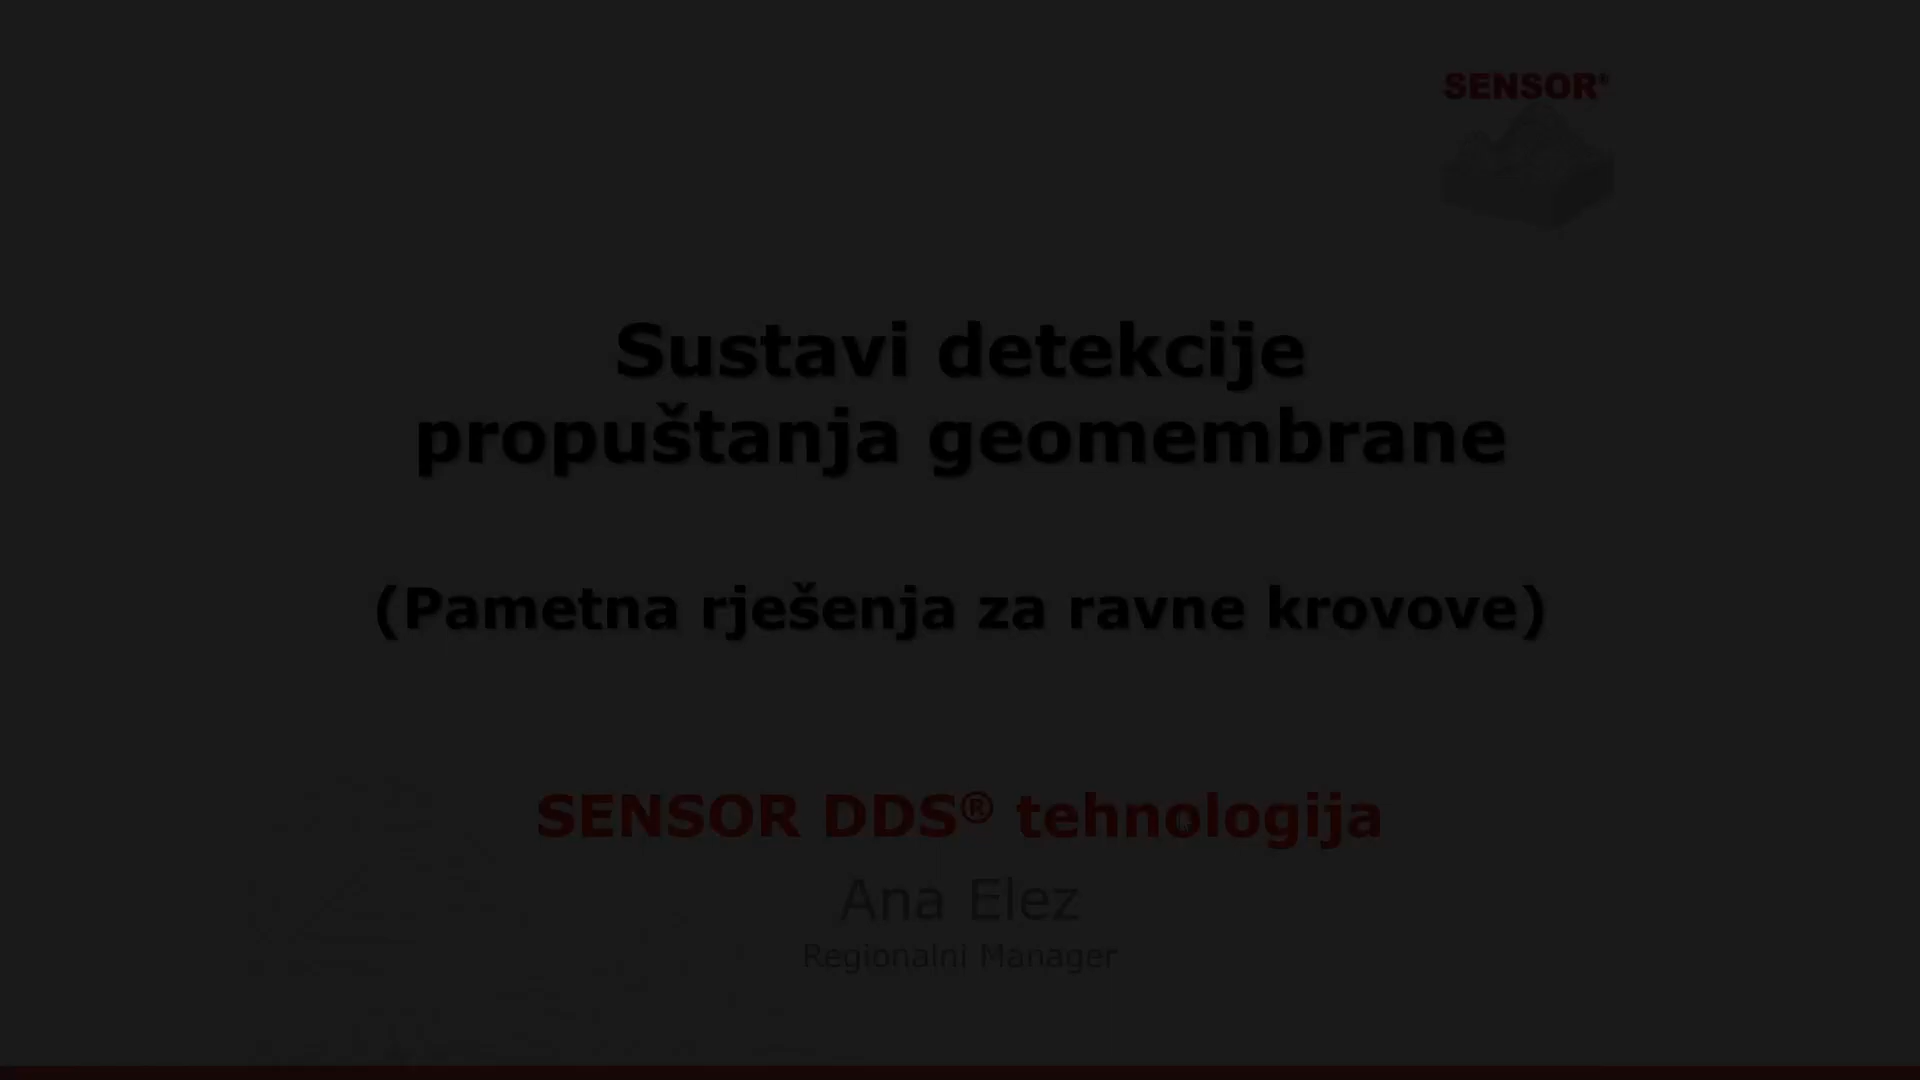 SENSOR®
Sustavi detekcije
propuštanja geomembrane
(Pametna rješenja za ravne krovove)
SENSOR DDS® tehnologija
Ana Elez
Regionalni Manager